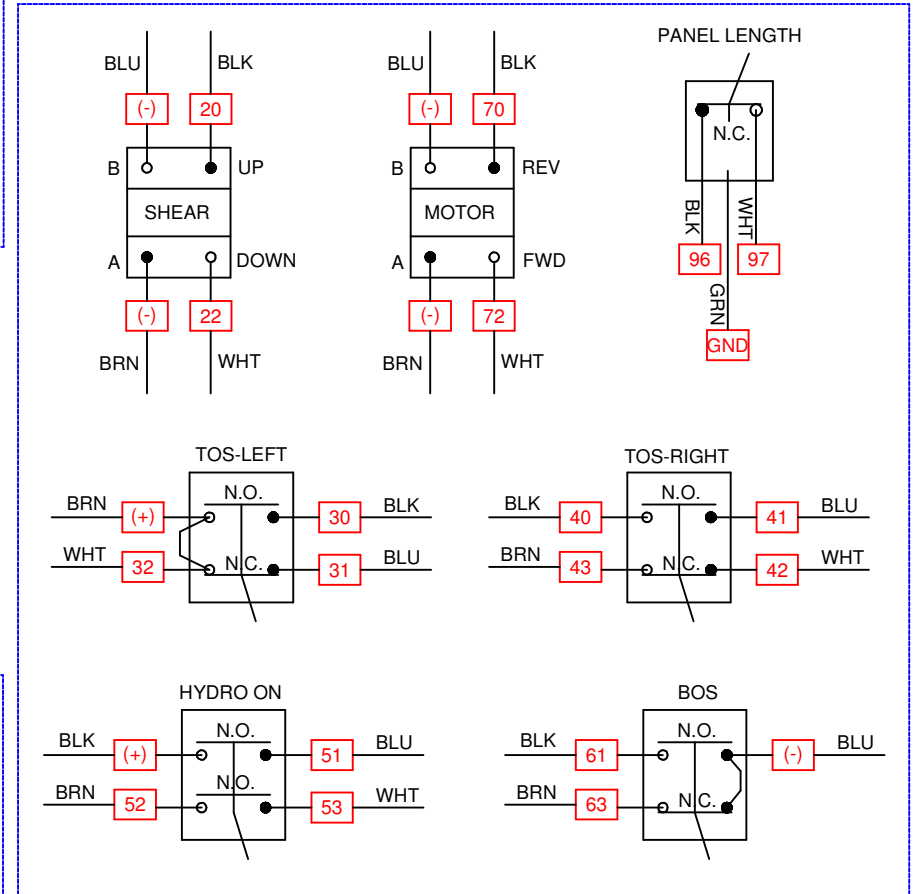 PANEL LENGTH
BLU BLK BLU BLK
(-) 20 (-) 70
N.C.
B UP B REV
SHEAR MOTOR
BLK WHT
A DOWN A FWD
96 97
GRN
(-) 22 (-) 72
GND
BRN WHT BRN WHT
TOS-LEFT TOS-RIGHT
N.O. N.O.
BRN (+) 30 BLK BLK 40 41 BLU
WHT 32 N.C. 31 BLU BRN 43 N.C. 42 WHT
HYDRO ON BOS
N.O. N.O.
BLK (+) 51 BLU BLK 61 (-) BLU
N.O.
BRN 52 53 WHT BRN 63 N.C.